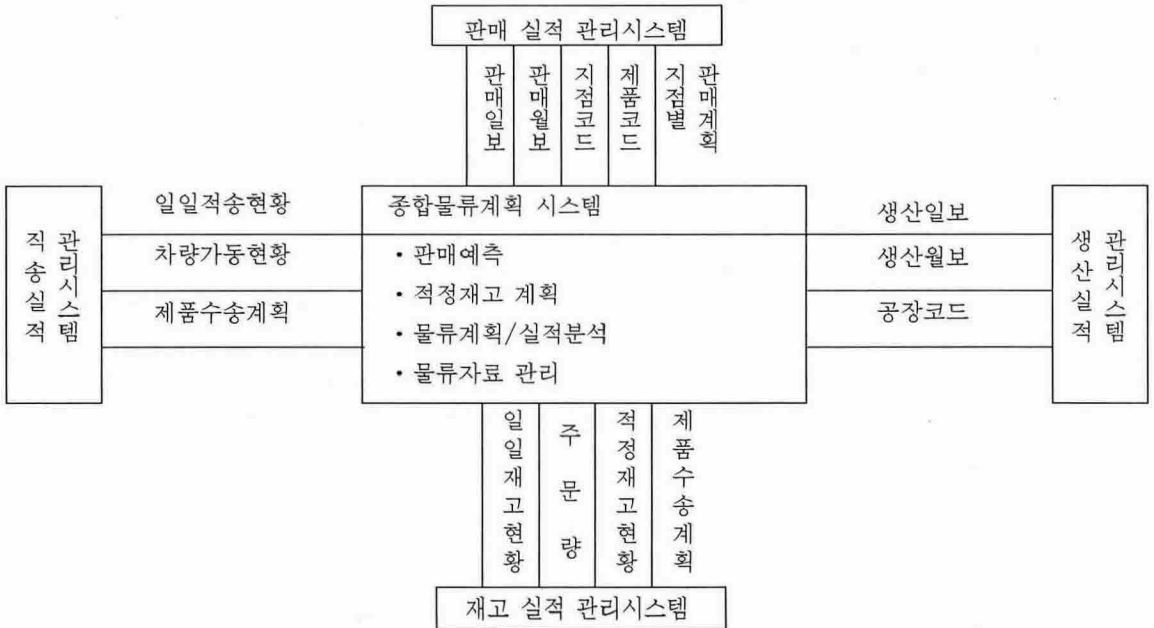 판매 실적 관리시스템
판매일보
판매월보
지점코드
제품코드
지점별
판매계획
직송실적
관리시스템
일일적송현황
차량가동현황
제품수송계획
종합물류계획 시스템
• 판매예측
• 적정재고 계획
• 물류계획/실적분석
• 물류자료 관리
생산일보
생산월보
공장코드
생산실적
관리시스템
일일재고현황
주문량
적정재고현황
제품수송계획
재고 실적 관리시스템